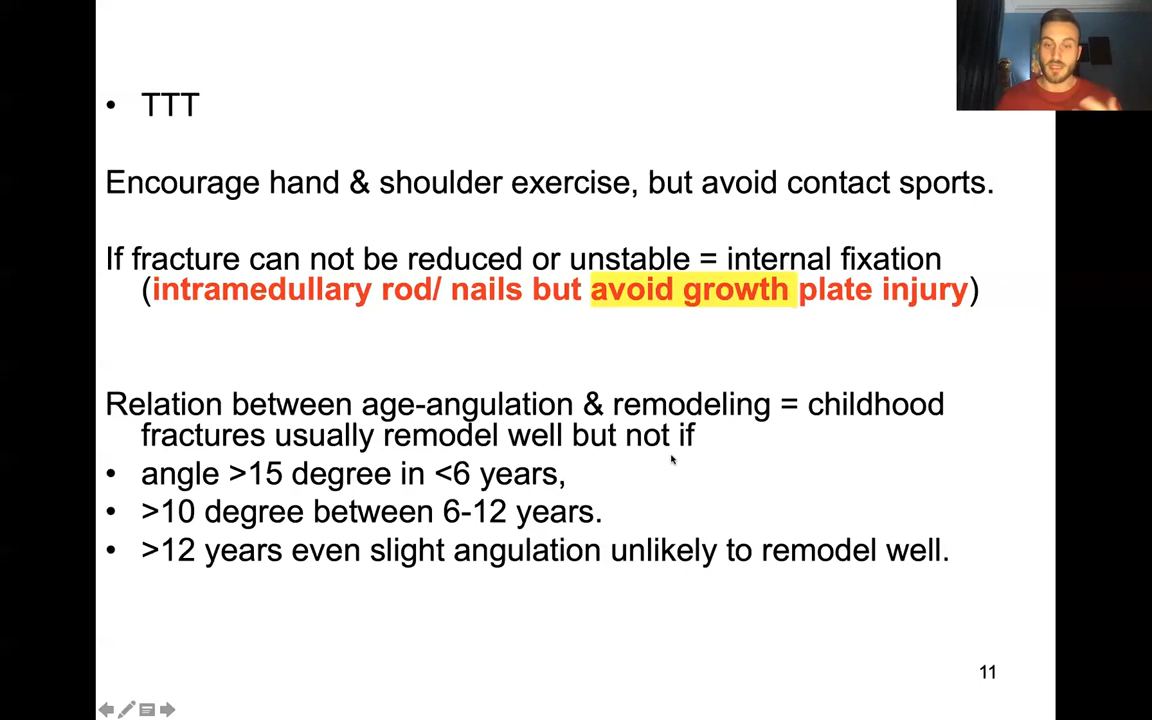 • TTT
Encourage hand & shoulder exercise, but avoid contact sports.
If fracture can not be reduced or unstable = internal fixation
(intramedullary rod/ nails but avoid growth plate injury)
Relation between age-angulation & remodeling = childhood
fractures usually remodel well but not if
• angle >15 degree in <6 years,
• >10 degree between 6-12 years.
• >12 years even slight angulation unlikely to remodel well.
11